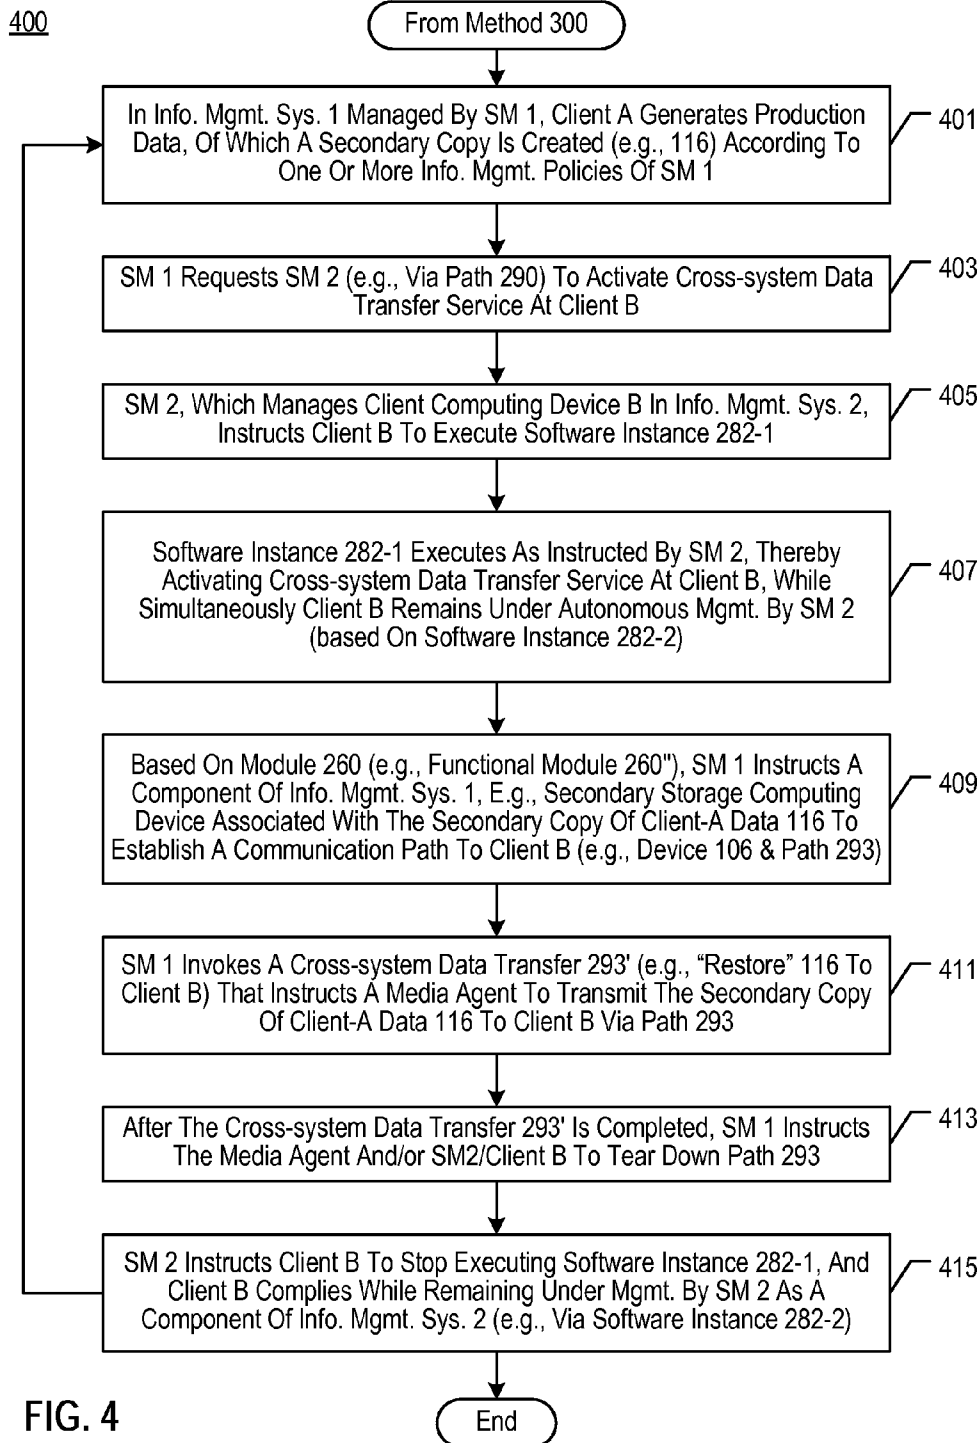 400
From Method 300
In Info. Mgmt. Sys. 1 Managed By SM 1, Client A Generates Production
Data, Of Which A Secondary Copy Is Created (e.g., 116) According To
One Or More Info. Mgmt. Policies Of SM 1
401
SM 1 Requests SM 2 (e.g., Via Path 290) To Activate Cross-system Data
Transfer Service At Client B
403
SM 2, Which Manages Client Computing Device B In Info. Mgmt. Sys. 2,
Instructs Client B To Execute Software Instance 282-1
405
Software Instance 282-1 Executes As Instructed By SM 2, Thereby
Activating Cross-system Data Transfer Service At Client B, While
Simultaneously Client B Remains Under Autonomous Mgmt. By SM 2
(based On Software Instance 282-2)
407
Based On Module 260 (e.g., Functional Module 260"), SM 1 Instructs A
Component Of Info. Mgmt. Sys. 1, E.g., Secondary Storage Computing
Device Associated With The Secondary Copy Of Client-A Data 116 To
Establish A Communication Path To Client B (e.g., Device 106 & Path 293)
409
SM 1 Invokes A Cross-system Data Transfer 293' (e.g., “Restore” 116 To
Client B) That Instructs A Media Agent To Transmit The Secondary Copy
Of Client-A Data 116 To Client B Via Path 293
411
After The Cross-system Data Transfer 293' Is Completed, SM 1 Instructs
The Media Agent And/or SM2/Client B To Tear Down Path 293
413
SM 2 Instructs Client B To Stop Executing Software Instance 282-1, And
Client B Complies While Remaining Under Mgmt. By SM 2 As A
Component Of Info. Mgmt. Sys. 2 (e.g., Via Software Instance 282-2)
415
End
FIG. 4